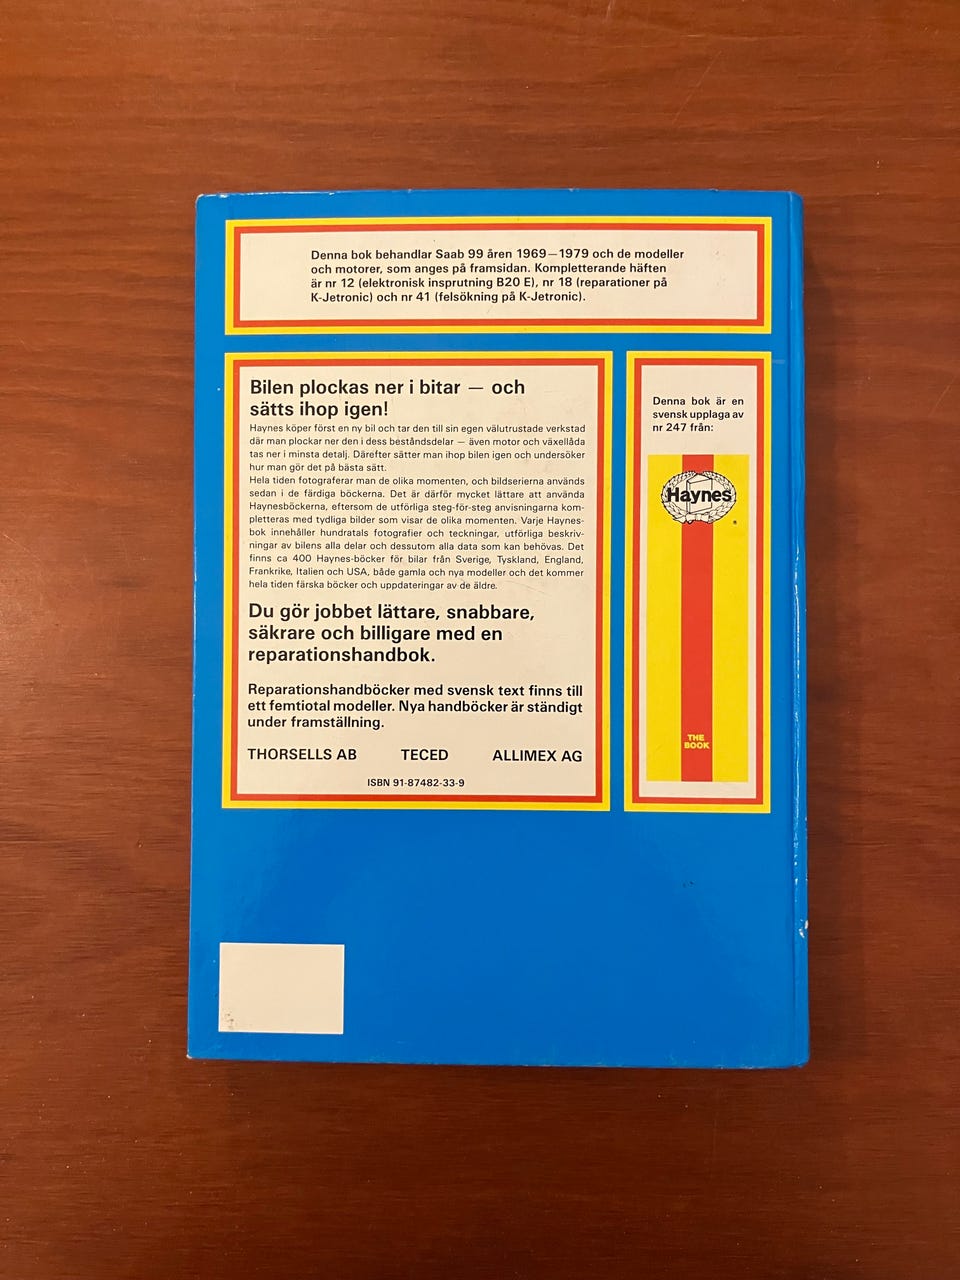 Denna bok behandlar Saab 99 åren 1969—1979 och de modeller
och motorer, som anges på framsidan. Kompletterande häften
är nr 12 (elektronisk insprutning B20 E), nr 18 (reparationer på
K-Jetronic) och nr 41 (felsökning på K-Jetronic).
Bilen plockas ner i bitar — och
sätts ihop igen!
Haynes köper först en ny bil och tar den till sin egen välutrustade verkstad
där man plockar ner den i dess beståndsdelar — även motor och växellåda
tas ner i minsta detalj. Därefter sätter man ihop bilen igen och undersöker
hur man gör det på bästa sätt.
Hela tiden fotograferar man de olika momenten, och bildserierna används
sedan i de färdiga böckerna. Det är därför mycket lättare att använda
Haynesböckerna, eftersom de utförliga steg-för-steg anvisningarna kom-
pletteras med tydliga bilder som visar de olika momenten. Varje Haynes-
bok innehåller hundratals fotografier och teckningar, utförliga beskriv-
ningar av bilens alla delar och dessutom alla data som kan behövas. Det
finns ca 400 Haynes-böcker för bilar från Sverige, Tyskland, England,
Frankrike, Italien och USA, både gamla och nya modeller och det kommer
hela tiden färska böcker och uppdateringar av de äldre.
Du gör jobbet lättare, snabbare,
säkrare och billigare med en
reparationshandbok.
Reparationshandböcker med svensk text finns till
ett femtiotal modeller. Nya handböcker är ständigt
under framställning.
THORSELLS AB TECED ALLIMEX AG
ISBN 91-87482-33-9
Denna bok är en
svensk upplaga av
nr 247 från:
Haynes
®
THE
BOOK